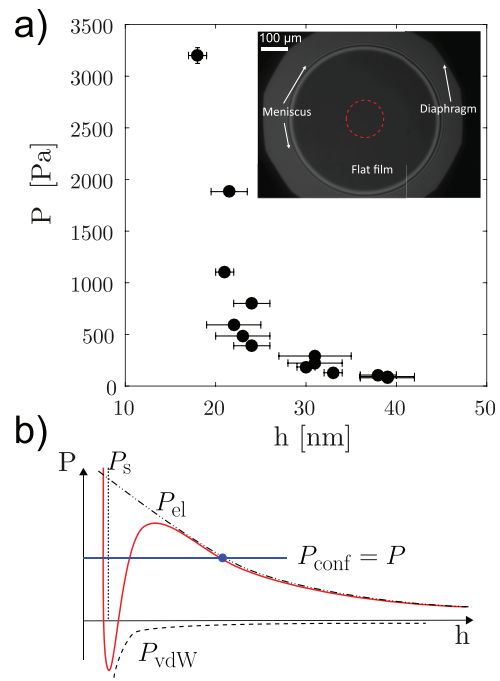 a)
3500
3000
2500
2000
1500
1000
500
0
P [Pa]
100 µm
Meniscus
Diaphragm
Flat film
10 20 30 40 50
h [nm]
b)
P
Ps
Pel
Pconf = P
h
PvdW